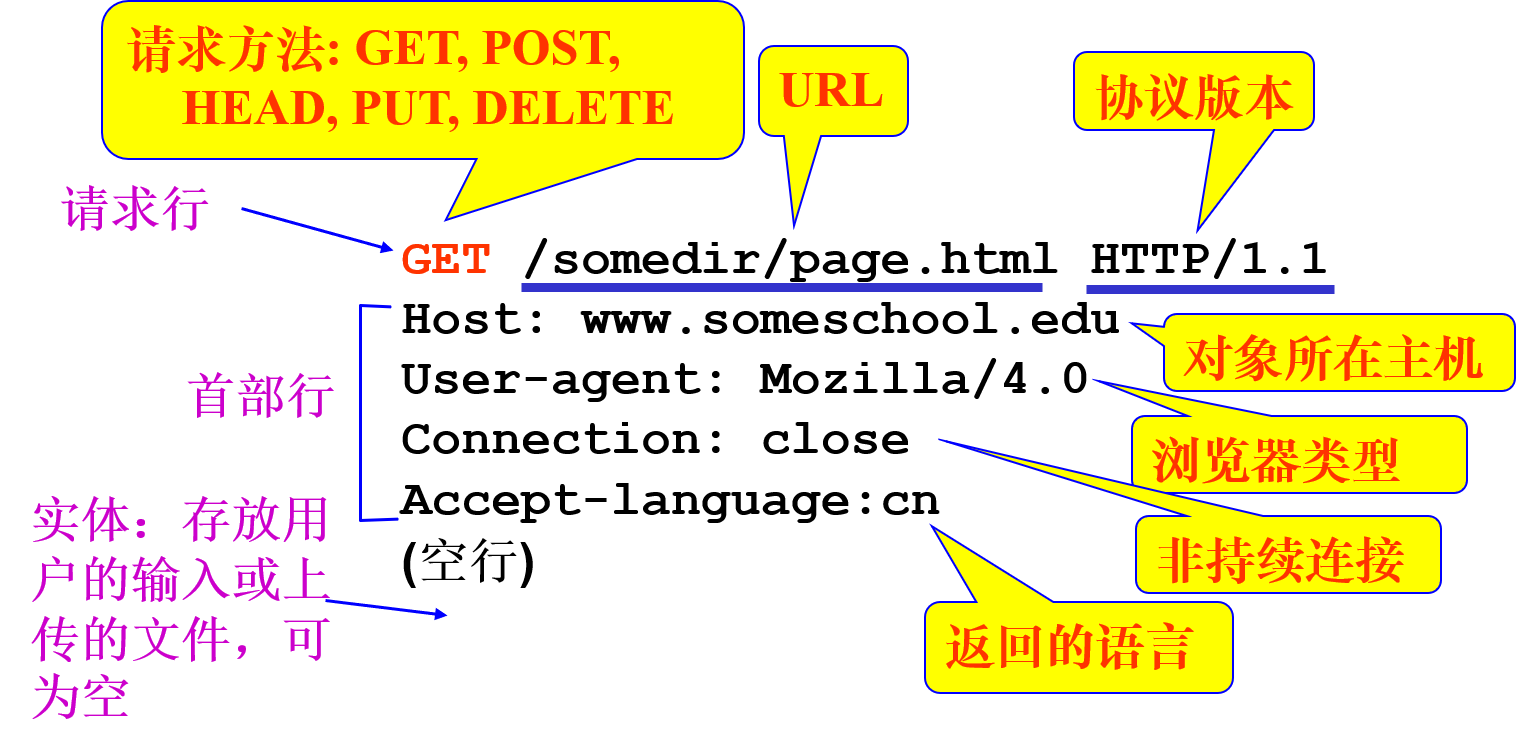 请求方法: GET, POST,
HEAD, PUT, DELETE
URL
协议版本
请求行
GET /somedir/page.html HTTP/1.1
Host: www.someschool.edu
对象所在主机
User-agent: Mozilla/4.0
首部行
浏览器类型
Connection: close
Accept-language:cn
非持续连接
(空行)
实体：存放用
户的输入或上
传的文件，可
为空
返回的语言